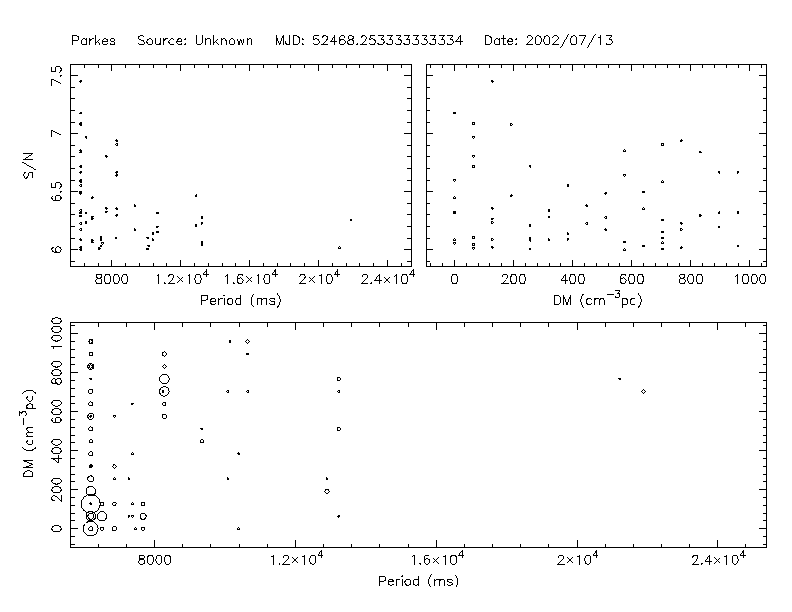 Parkes Source: Unknown MJD: 52468.253333333334 Date: 2002/07/13
7.5
7
6.5
6
S/N
8000 1.2×10⁴ 1.6×10⁴ 2×10⁴ 2.4×10⁴
Period (ms)
0 200 400 600 800 1000
DM (cm⁻³pc)
1000
800
600
400
200
0
DM (cm⁻³pc)
8000 1.2×10⁴ 1.6×10⁴ 2×10⁴ 2.4×10⁴
Period (ms)